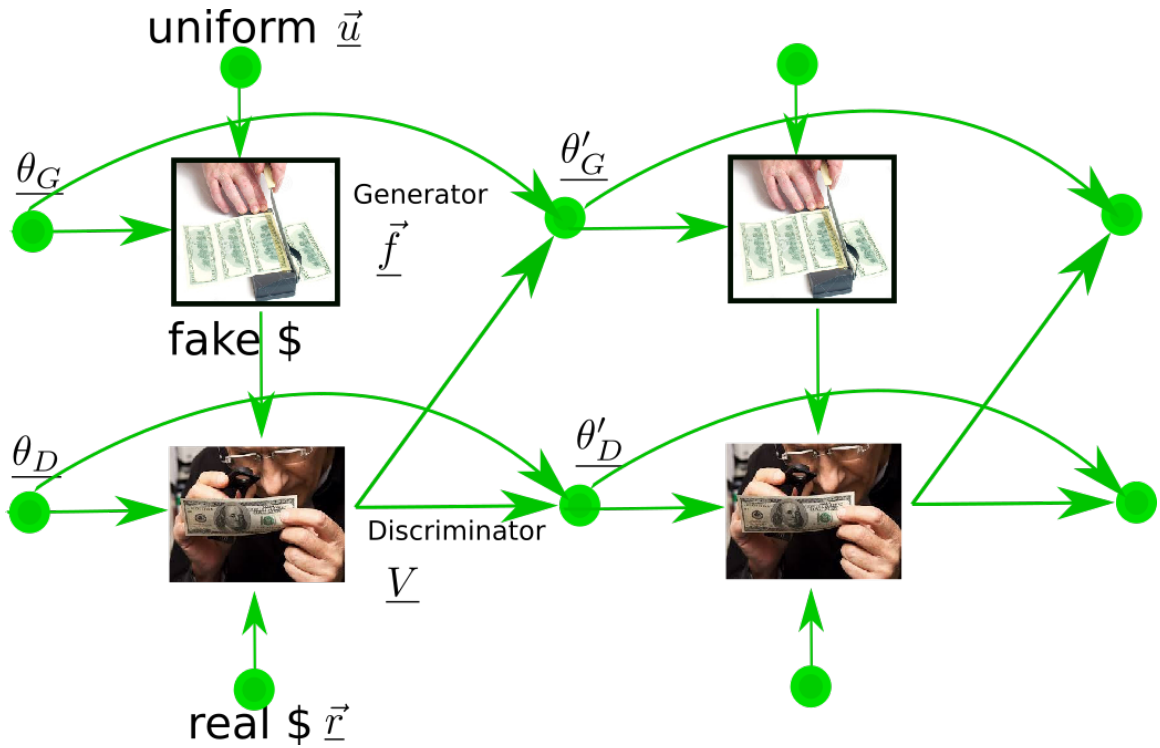 uniform u⃗
θ_G
Generator
f⃗
θ′_G
fake $
θ_D
θ′_D
Discriminator
V
real $ r⃗